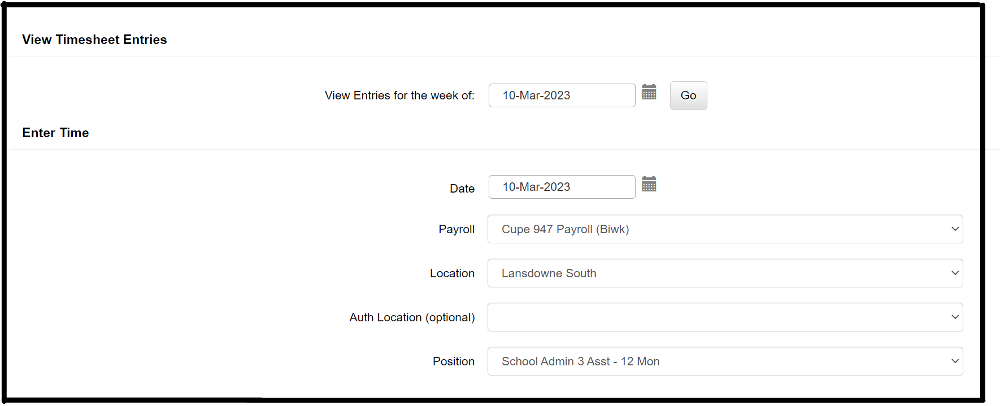 View Timesheet Entries
View Entries for the week of: 10-Mar-2023 Go
Enter Time
Date 10-Mar-2023
Payroll Cupe 947 Payroll (Biwk)
Location Lansdowne South
Auth Location (optional)
Position School Admin 3 Asst - 12 Mon